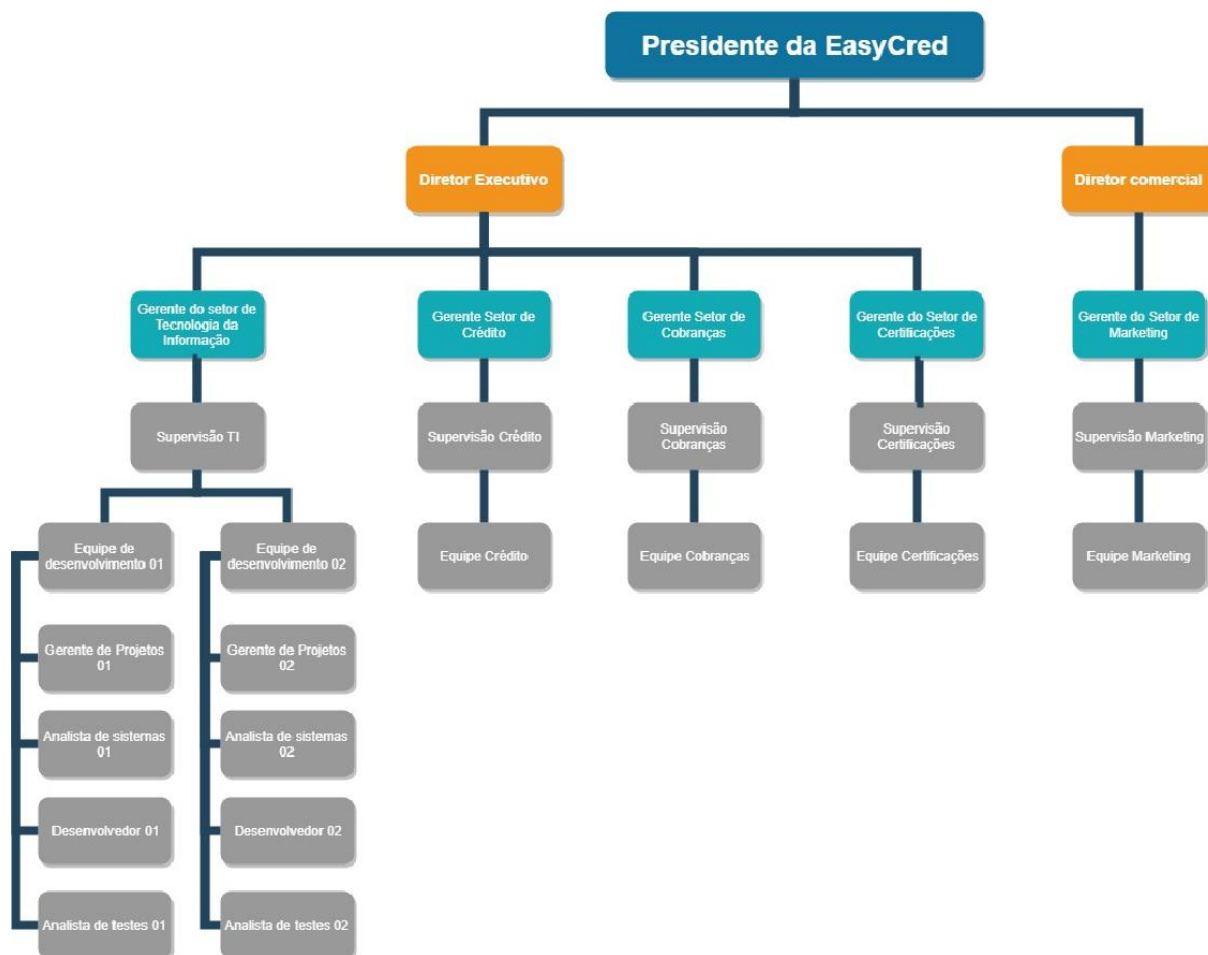 Presidente da EasyCred
Diretor Executivo
Diretor comercial
Gerente do setor de
Tecnologia da
Informação
Gerente Setor de
Crédito
Gerente Setor de
Cobranças
Gerente do Setor de
Certificações
Gerente do Setor de
Marketing
Supervisão TI
Supervisão Crédito
Supervisão
Cobranças
Supervisão
Certificações
Supervisão Marketing
Equipe de
desenvolvimento 01
Equipe de
desenvolvimento 02
Equipe Crédito
Equipe Cobranças
Equipe Certificações
Equipe Marketing
Gerente de Projetos
01
Gerente de Projetos
02
Analista de sistemas
01
Analista de sistemas
02
Desenvolvedor 01
Desenvolvedor 02
Analista de testes 01
Analista de testes 02